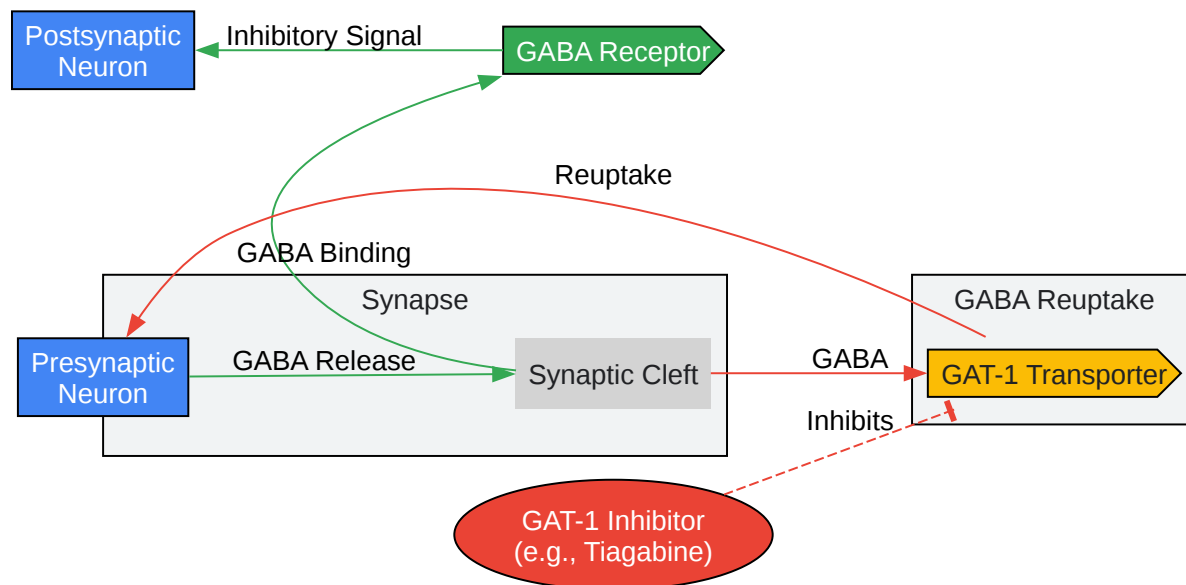 Postsynaptic
Neuron
Inhibitory Signal
GABA Receptor
Reuptake
GABA Binding
Synapse
GABA Reuptake
Presynaptic
Neuron
GABA Release
Synaptic Cleft
GABA
GAT-1 Transporter
Inhibits
GAT-1 Inhibitor
(e.g., Tiagabine)